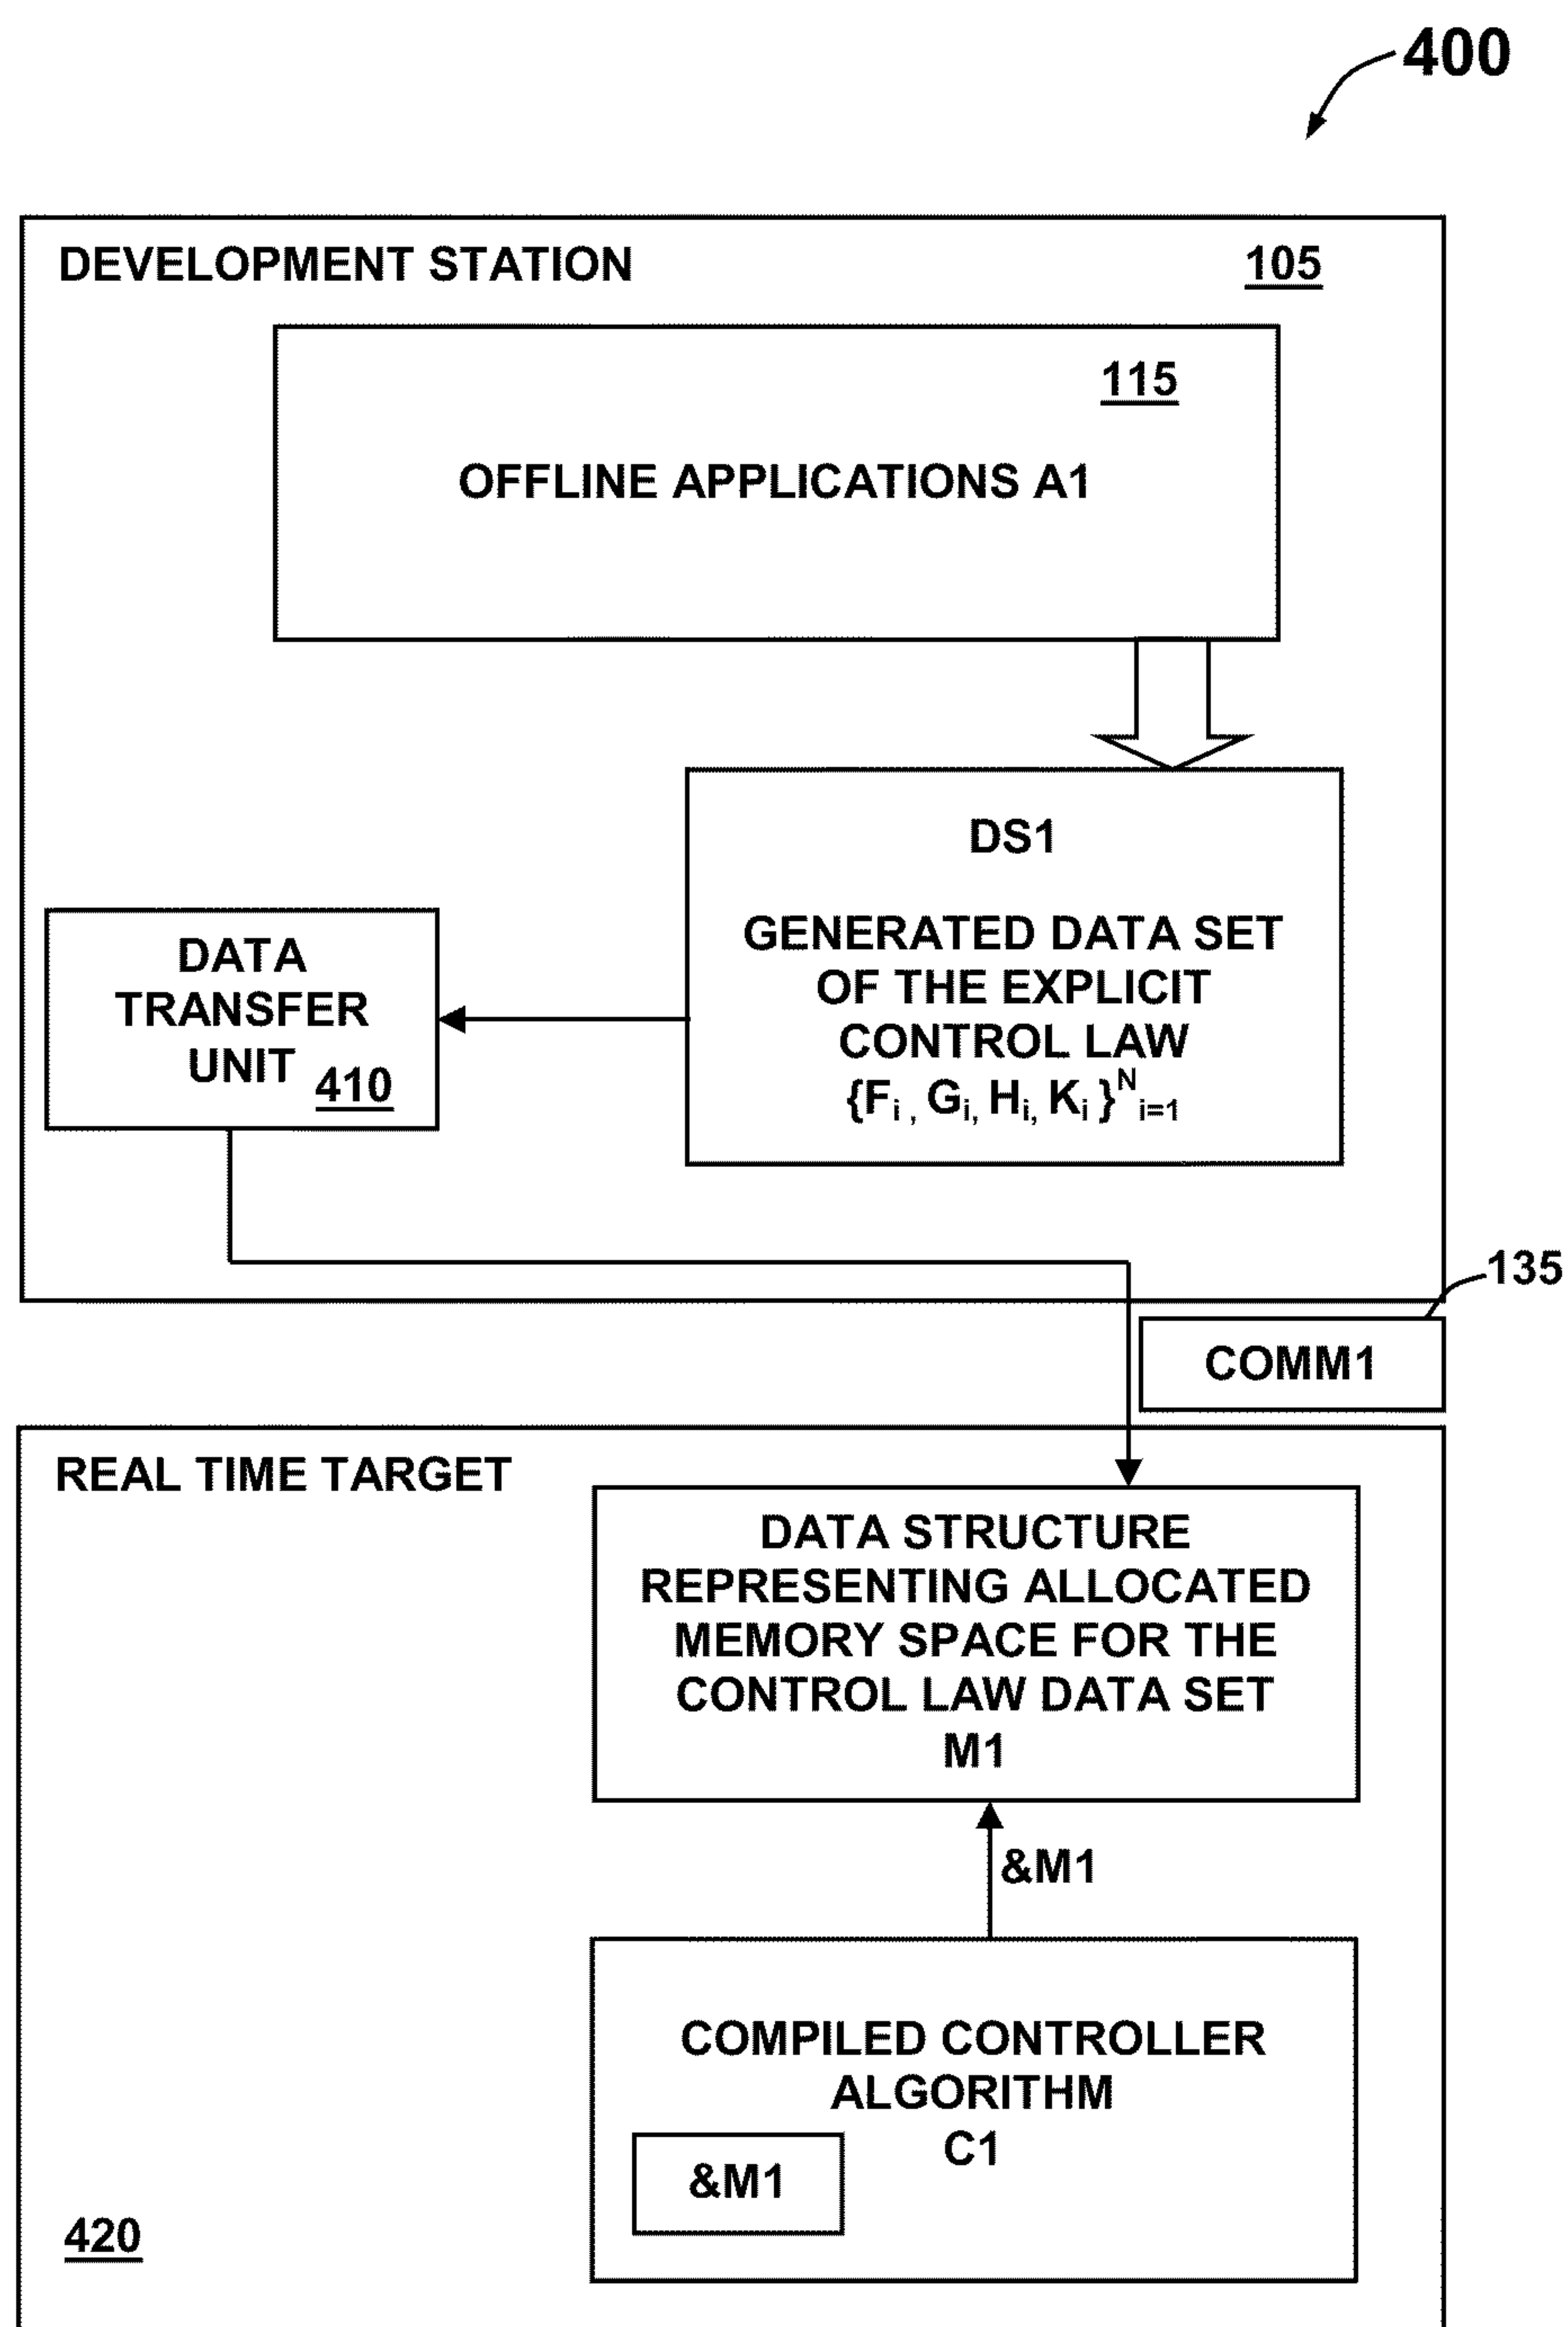 400
DEVELOPMENT STATION 105
115
OFFLINE APPLICATIONS A1
DS1
GENERATED DATA SET
OF THE EXPLICIT
CONTROL LAW
{Fi , Gi, Hi, Ki }N i=1
DATA
TRANSFER
UNIT 410
135
COMM1
REAL TIME TARGET
DATA STRUCTURE
REPRESENTING ALLOCATED
MEMORY SPACE FOR THE
CONTROL LAW DATA SET
M1
&M1
COMPILED CONTROLLER
ALGORITHM
C1
&M1
420